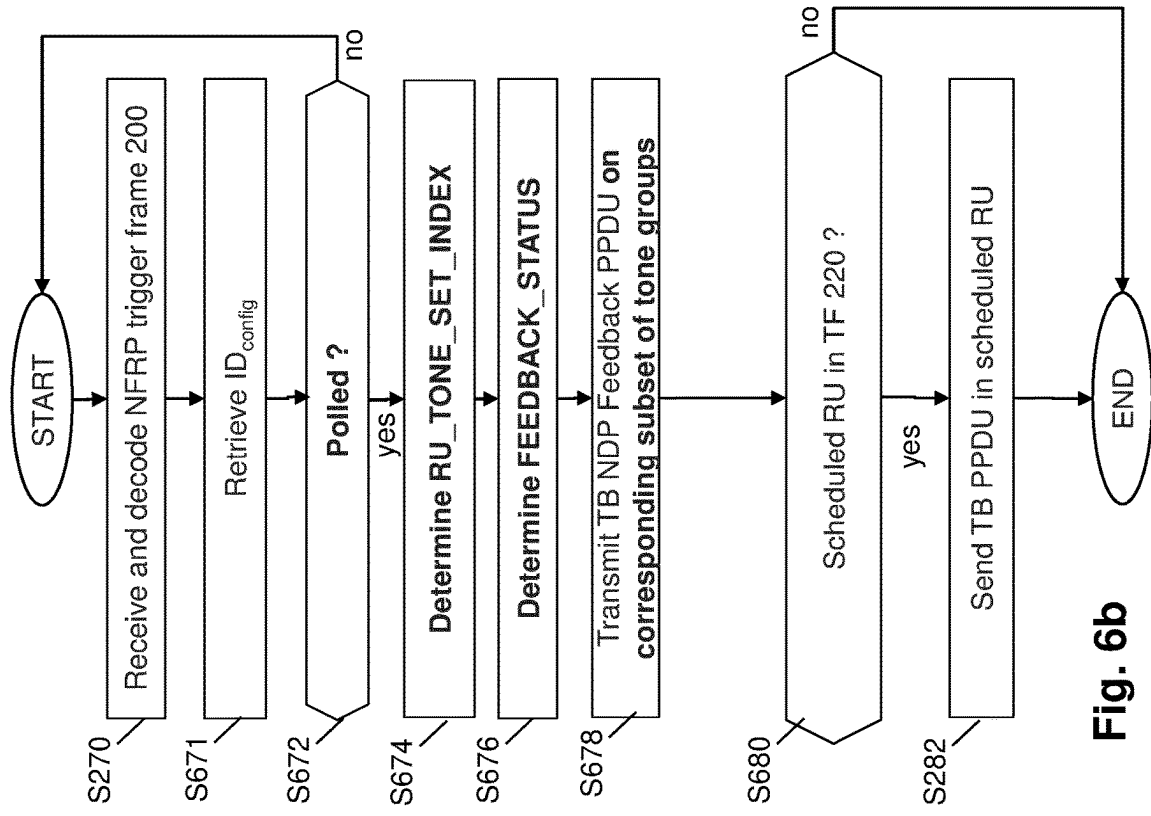 START
S270
Receive and decode NFRP trigger frame 200
S671
Retrieve IDconfig
S672
Polled ?
no
yes
S674
Determine RU_TONE_SET_INDEX
S676
Determine FEEDBACK_STATUS
S678
Transmit TB NDP Feedback PPDU on
corresponding subset of tone groups
S680
Scheduled RU in TF 220 ?
no
yes
S282
Send TB PPDU in scheduled RU
END
Fig. 6b